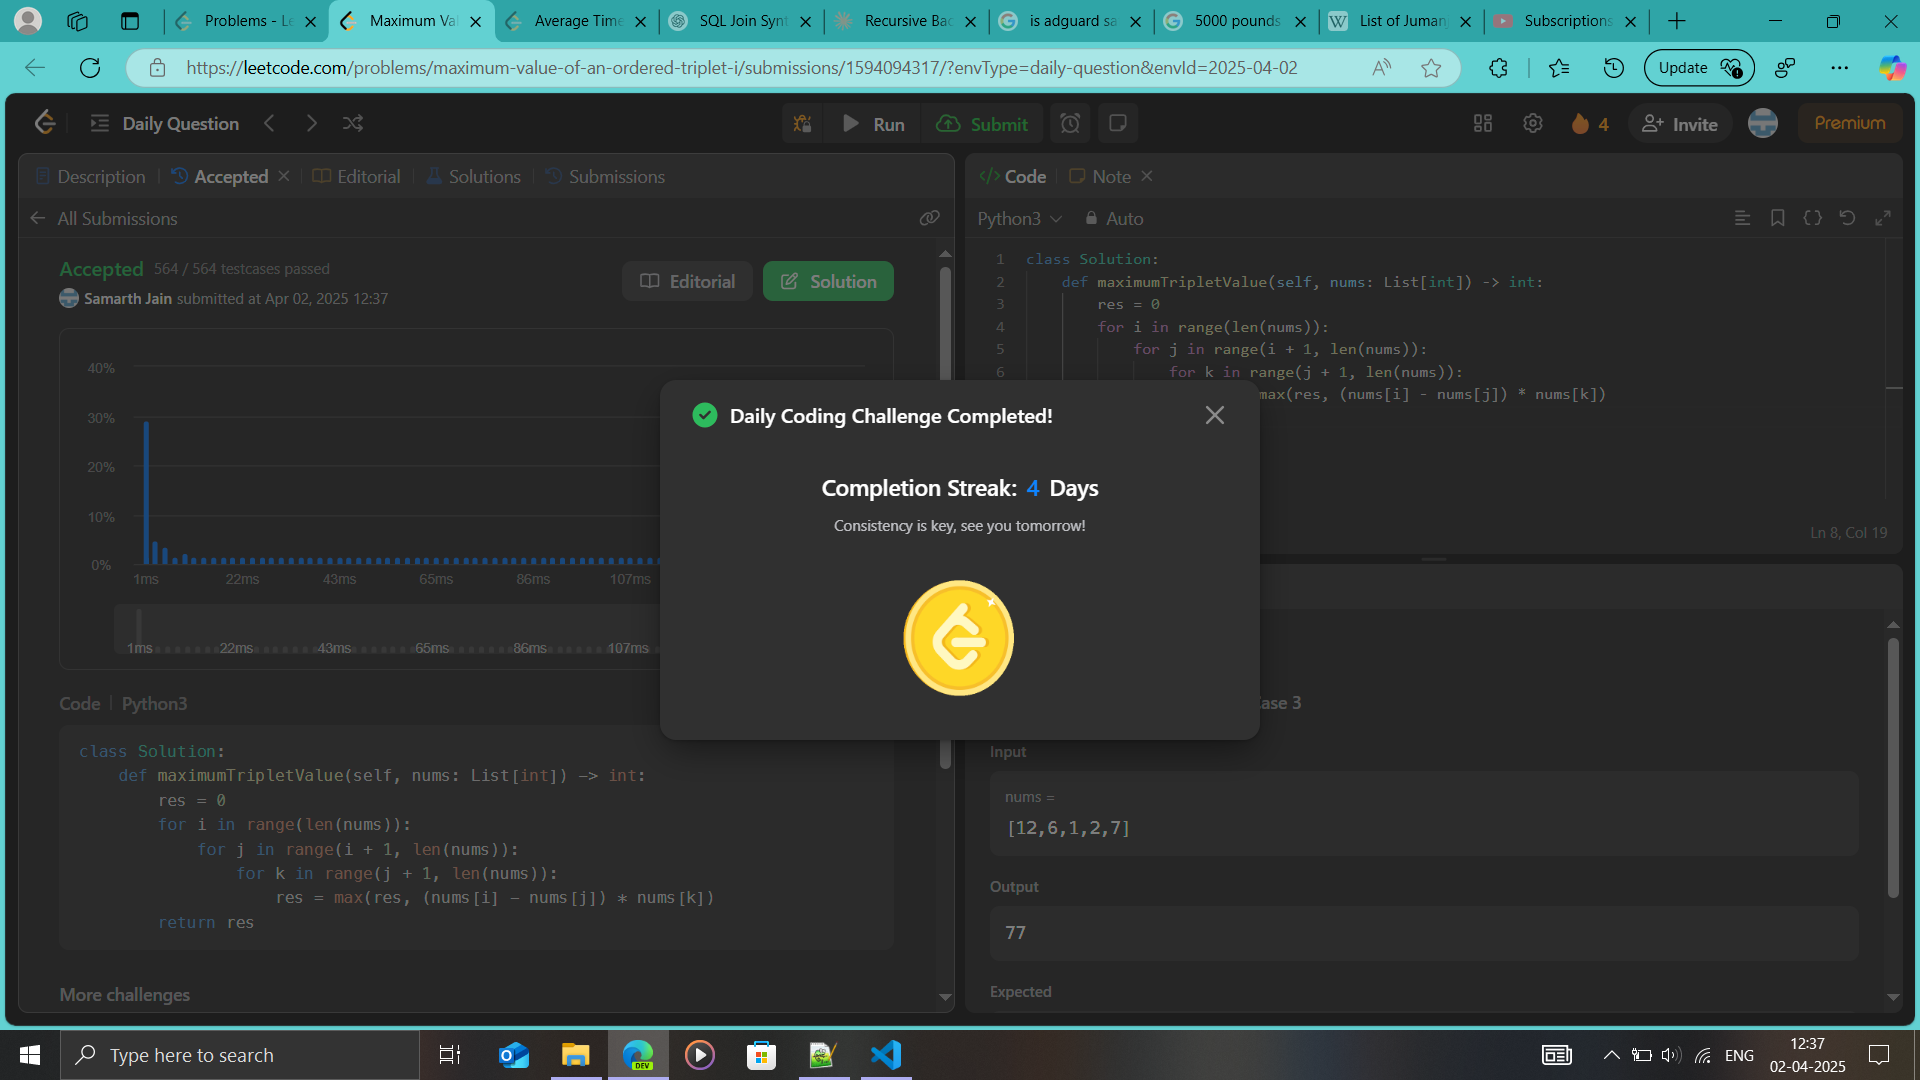 Problems - Le
Maximum Val
Average Time
SQL Join Synt
Recursive Bac
is adguard sa
5000 pounds
List of Juman
Subscriptions
https://leetcode.com/problems/maximum-value-of-an-ordered-triplet-i/submissions/1594094317/?envType=daily-question&envId=2025-04-02
Update
Daily Question
Run
Submit
4
Invite
Premium
Description
Accepted
Editorial
Solutions
Submissions
All Submissions
Accepted 564 / 564 testcases passed
Samarth Jain submitted at Apr 02, 2025 12:37
Editorial
Solution
40%
30%
20%
10%
0%
1ms 22ms 43ms 65ms 86ms 107ms
1ms 22ms 43ms 65ms 86ms 107ms
Code Python3
class Solution:
def maximumTripletValue(self, nums: List[int]) -> int:
res = 0
for i in range(len(nums)):
for j in range(i + 1, len(nums)):
for k in range(j + 1, len(nums)):
res = max(res, (nums[i] - nums[j]) * nums[k])
return res
More challenges
Code Note
Python3 Auto
1 class Solution:
2 def maximumTripletValue(self, nums: List[int]) -> int:
3 res = 0
4 for i in range(len(nums)):
5 for j in range(i + 1, len(nums)):
6 for k in range(j + 1, len(nums)):
max(res, (nums[i] - nums[j]) * nums[k])
Ln 8, Col 19
Daily Coding Challenge Completed!
Completion Streak: 4 Days
Consistency is key, see you tomorrow!
ase 3
Input
nums =
[12,6,1,2,7]
Output
77
Expected
Type here to search
DEV
ENG
12:37
02-04-2025